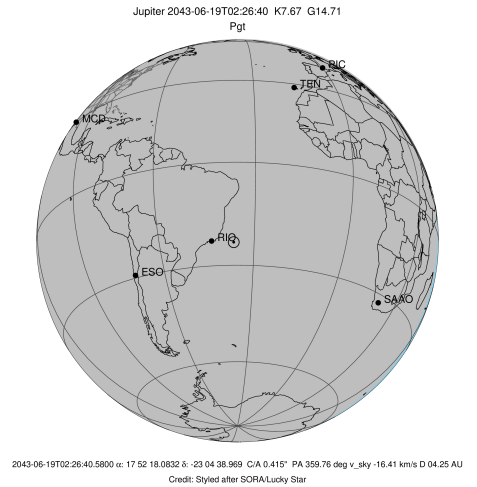 Jupiter 2043-06-19T02:26:40 K7.67 G14.71
Pgt
PIC
TEN
MCD
RIO
ESO
SAAO
2043-06-19T02:26:40.5800 α: 17 52 18.0832 δ: -23 04 38.969 C/A 0.415" PA 359.76 deg v_sky -16.41 km/s D 04.25 AU
Credit: Styled after SORA/Lucky Star